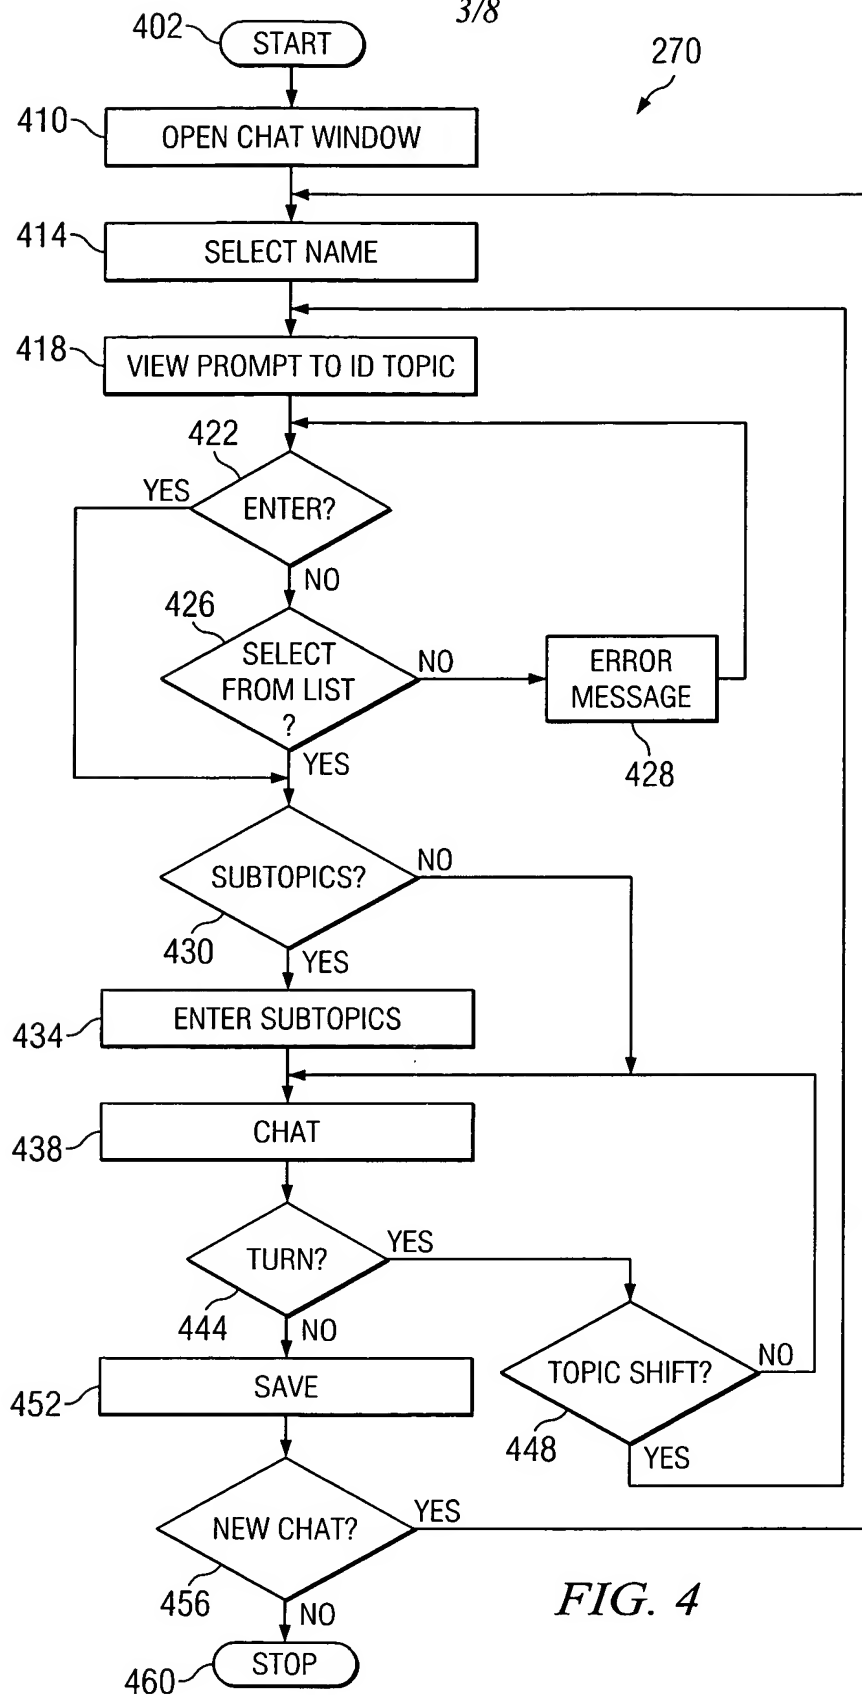 3/8
402
START
270
410
OPEN CHAT WINDOW
414
SELECT NAME
418
VIEW PROMPT TO ID TOPIC
422
YES
ENTER?
NO
426
SELECT
FROM LIST
?
NO
ERROR
MESSAGE
428
YES
SUBTOPICS?
NO
430
YES
434
ENTER SUBTOPICS
438
CHAT
TURN?
YES
444
NO
452
SAVE
TOPIC SHIFT?
NO
448
YES
NEW CHAT?
YES
456
NO
460
STOP
FIG. 4